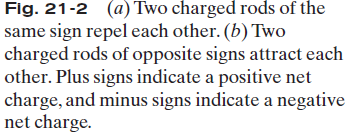 Fig. 21-2 (a) Two charged rods of the
same sign repel each other. (b) Two
charged rods of opposite signs attract each
other. Plus signs indicate a positive net
charge, and minus signs indicate a negative
net charge.